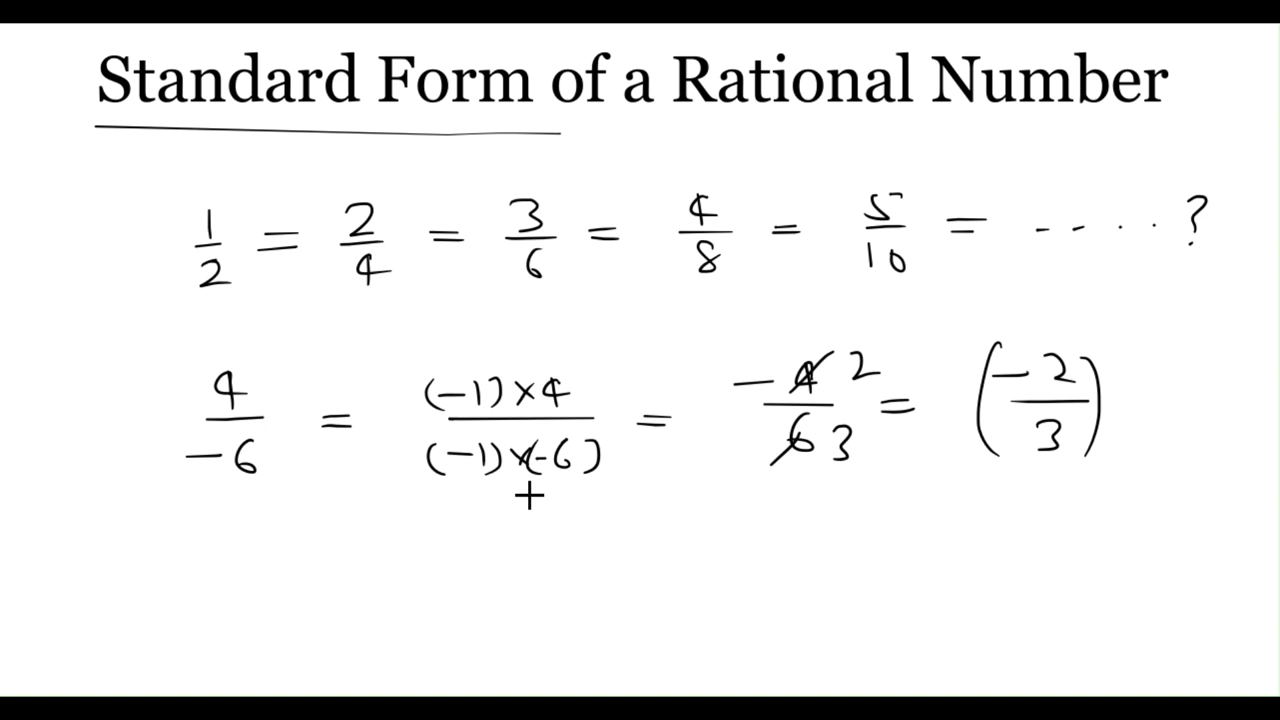 Standard Form of a Rational Number
1/2 = 2/4 = 3/6 = 4/8 = 5/10 = - - . . . ?
4/-6 = (-1)×4/(-1)×(-6) = -4 2/6 3 = (-2/3)